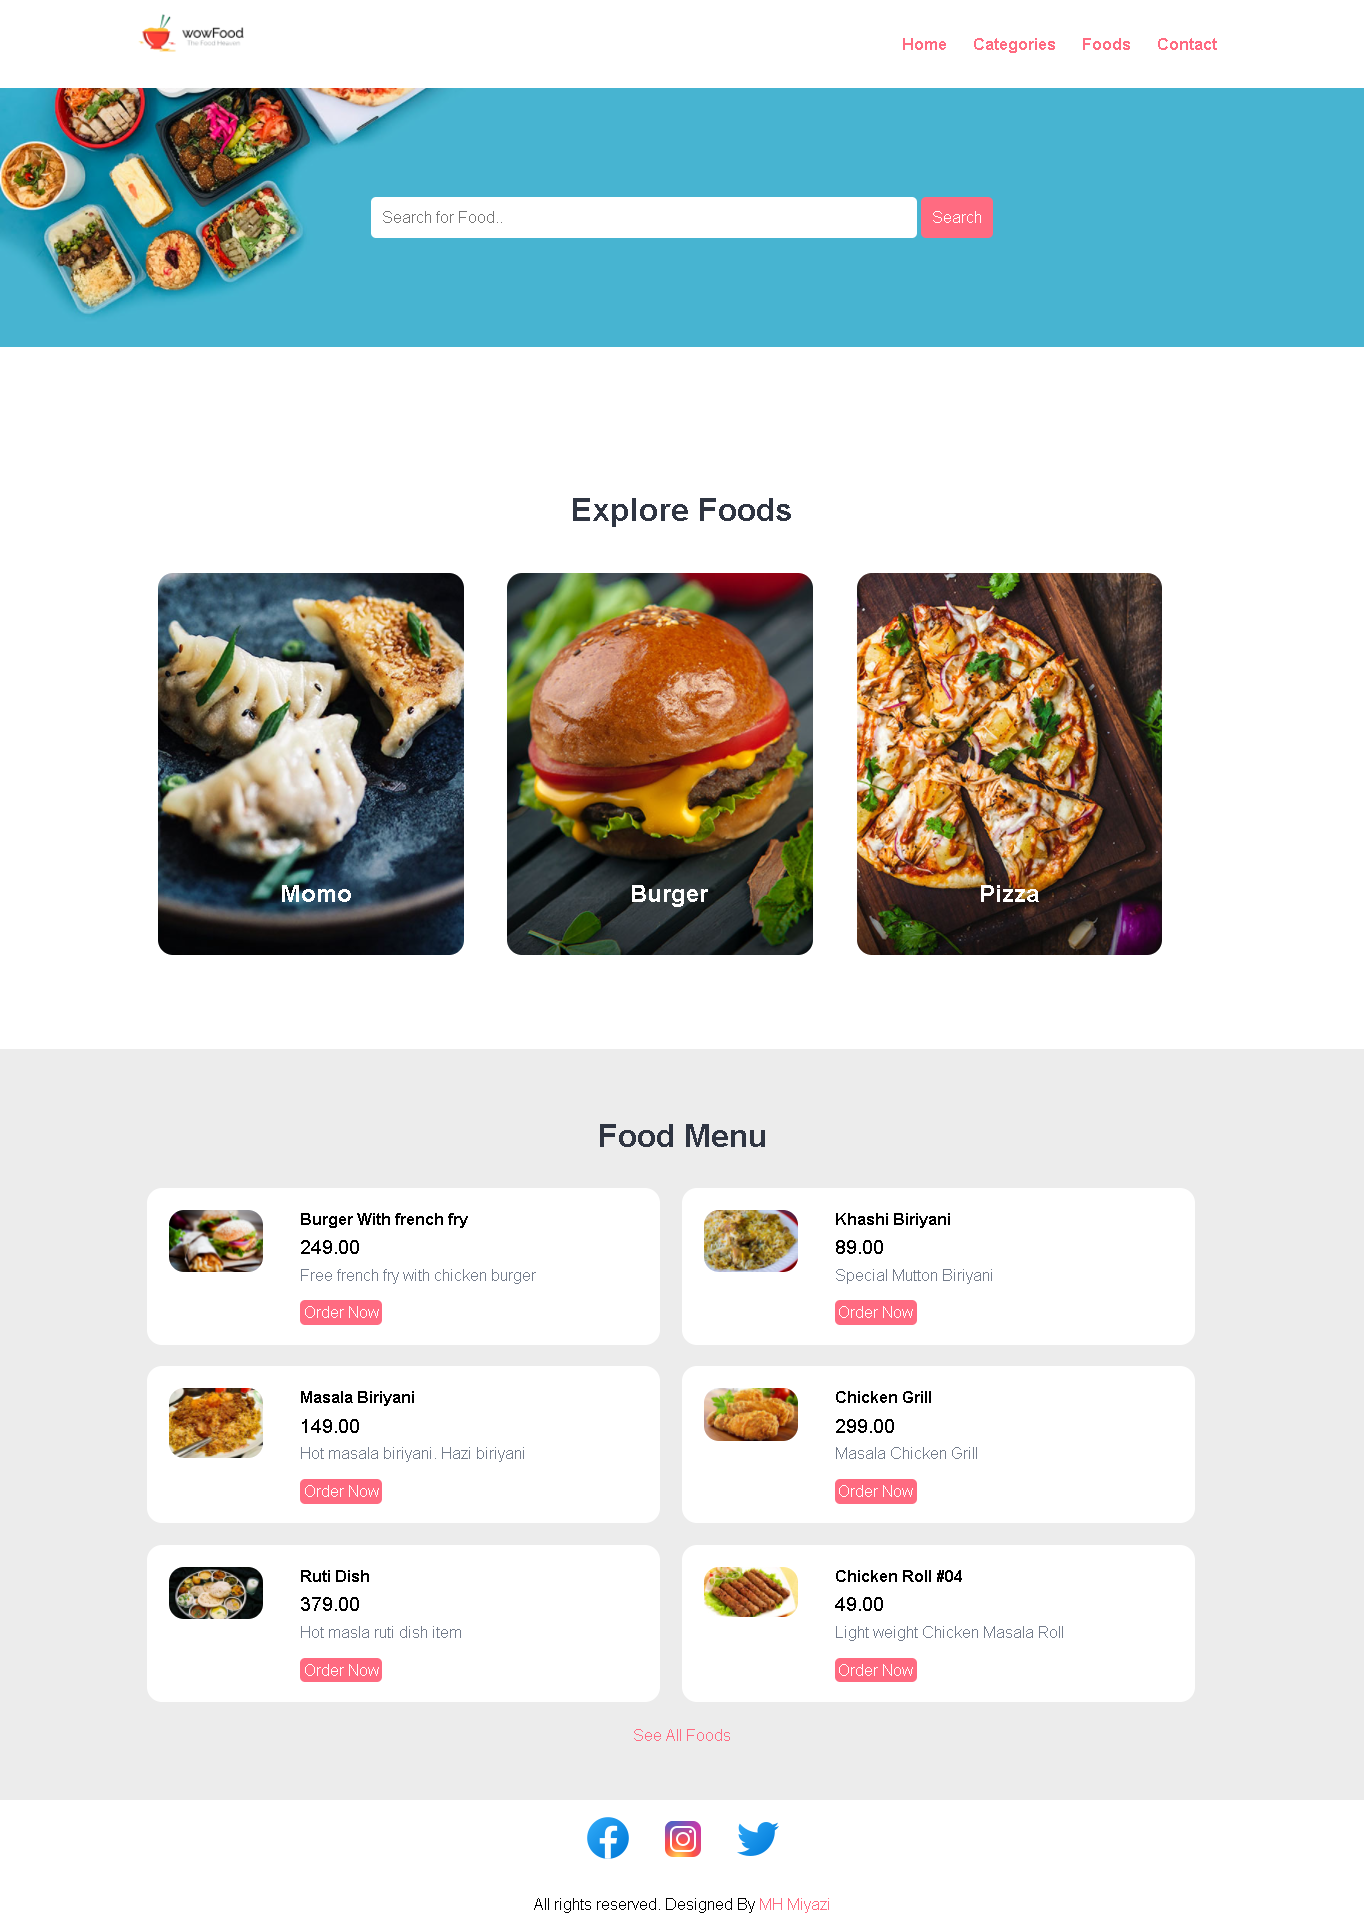 wowFood
The Food Heaven
Home Categories Foods Contact
Search for Food.. Search
Explore Foods
Momo Burger Pizza
Food Menu
Burger With french fry
249.00
Free french fry with chicken burger
Order Now
Khashi Biriyani
89.00
Special Mutton Biriyani
Order Now
Masala Biriyani
149.00
Hot masala biriyani. Hazi biriyani
Order Now
Chicken Grill
299.00
Masala Chicken Grill
Order Now
Ruti Dish
379.00
Hot masla ruti dish item
Order Now
Chicken Roll #04
49.00
Light weight Chicken Masala Roll
Order Now
See All Foods
All rights reserved. Designed By MH Miyazi